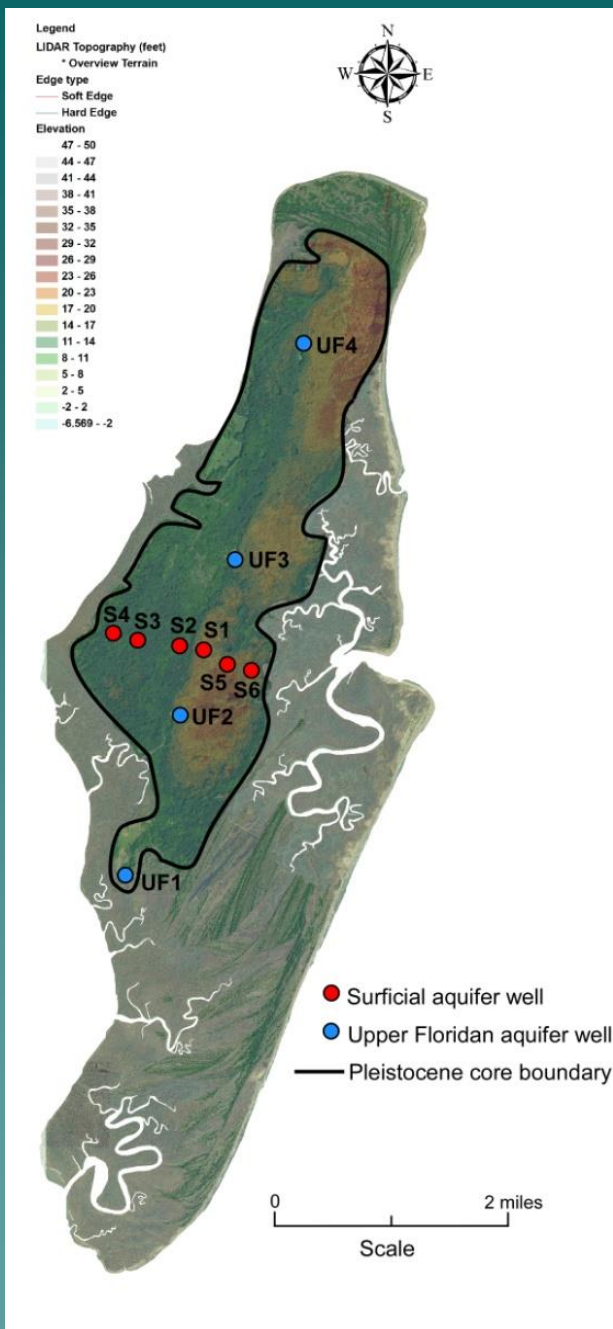 Legend
LIDAR Topography (feet)
* Overview Terrain
Edge type
Soft Edge
Hard Edge
Elevation
47 - 50
44 - 47
41 - 44
38 - 41
35 - 38
32 - 35
29 - 32
26 - 29
23 - 26
20 - 23
17 - 20
14 - 17
11 - 14
8 - 11
5 - 8
2 - 5
-2 - 2
-6.569 - -2
N
W E
S
UF4
UF3
S4
S3
S2
S1
S5
S6
UF2
UF1
Surficial aquifer well
Upper Floridan aquifer well
Pleistocene core boundary
0 2 miles
Scale